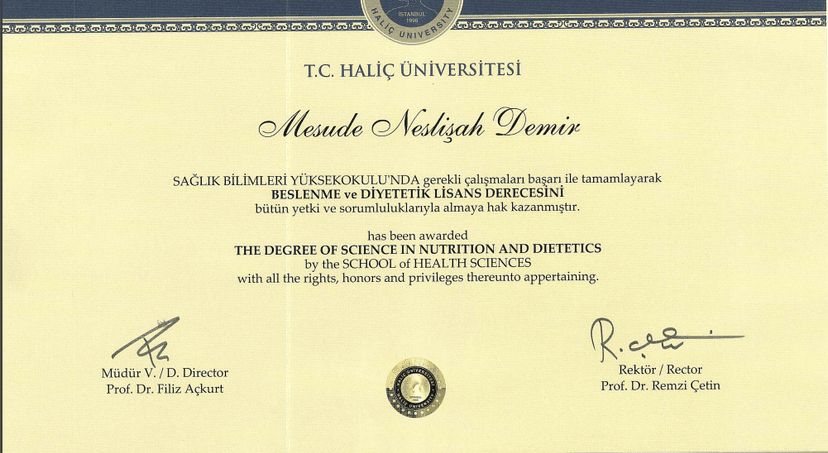 İSTANBUL
1998
HALİÇ UNIVERSITY
T.C. HALİÇ ÜNİVERSİTESİ
Mesude Neslişah Demir
SAĞLIK BİLİMLERİ YÜKSEKOKULU'NDA gerekli çalışmaları başarı ile tamamlayarak
BESLENME ve DİYETETİK LİSANS DERECESİNİ
bütün yetki ve sorumluluklarıyla almaya hak kazanmıştır.
has been awarded
THE DEGREE OF SCIENCE IN NUTRITION AND DIETETICS
by the SCHOOL of HEALTH SCIENCES
with all the rights, honors and privileges thereunto appertaining.
Müdür V. / D. Director
Prof. Dr. Filiz Açkurt
Rektör / Rector
Prof. Dr. Remzi Çetin